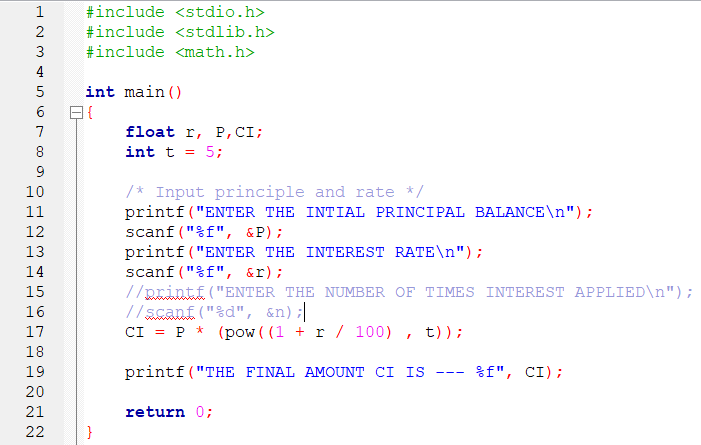 1 #include <stdio.h>
2 #include <stdlib.h>
3 #include <math.h>
4
5 int main()
6 {
7 float r, P,CI;
8 int t = 5;
9
10 /* Input principle and rate */
11 printf("ENTER THE INTIAL PRINCIPAL BALANCE\n");
12 scanf("%f", &P);
13 printf("ENTER THE INTEREST RATE\n");
14 scanf("%f", &r);
15 //printf("ENTER THE NUMBER OF TIMES INTEREST APPLIED\n");
16 //scanf("%d", &n);
17 CI = P * (pow((1 + r / 100) , t));
18
19 printf("THE FINAL AMOUNT CI IS --- %f", CI);
20
21 return 0;
22 }